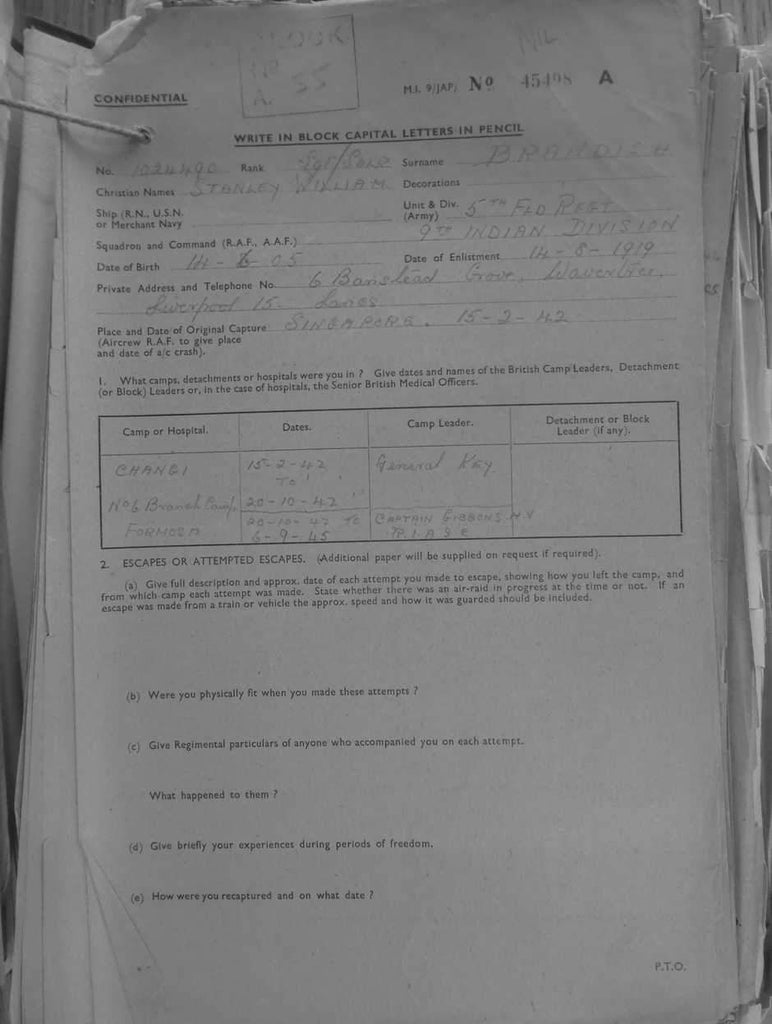 MIL
55
CONFIDENTIAL
M.I. 9/JAP/ No 45498 A
WRITE IN BLOCK CAPITAL LETTERS IN PENCIL
No. 1024490 Rank Surname BRANDISH
Christian Names STANLEY WILLIAM Decorations
Ship (R.N., U.S.N. or Merchant Navy
Unit & Div. (Army) 5TH FLD REGT
9TH INDIAN DIVISION
Squadron and Command (R.A.F., A.A.F.)
Date of Birth 14-6-05 Date of Enlistment 14-8-1919
Private Address and Telephone No. 6 Banstead Grove, Wavertree,
Liverpool 15. Lancs
Place and Date of Original Capture SINGAPORE. 15-2-42
(Aircrew R.A.F. to give place
and date of a/c crash).
1. What camps, detachments or hospitals were you in ? Give dates and names of the British Camp Leaders, Detachment
(or Block) Leaders or, in the case of hospitals, the Senior British Medical Officers.
Camp or Hospital. Dates. Camp Leader. Detachment or Block
Leader (if any).
CHANGI 15-2-42 General Key
TO
No 6 Branch Camp, 20-10-42
FORMOSA 20-10-42 TO CAPTAIN GIBBONS H.V
6-9-45 R.I.A.S.C
2. ESCAPES OR ATTEMPTED ESCAPES. (Additional paper will be supplied on request if required).
(a) Give full description and approx. date of each attempt you made to escape, showing how you left the camp, and
from which camp each attempt was made. State whether there was an air-raid in progress at the time or not. If an
escape was made from a train or vehicle the approx. speed and how it was guarded should be included.
(b) Were you physically fit when you made these attempts ?
(c) Give Regimental particulars of anyone who accompanied you on each attempt.
What happened to them ?
(d) Give briefly your experiences during periods of freedom.
(e) How were you recaptured and on what date ?
P.T.O.